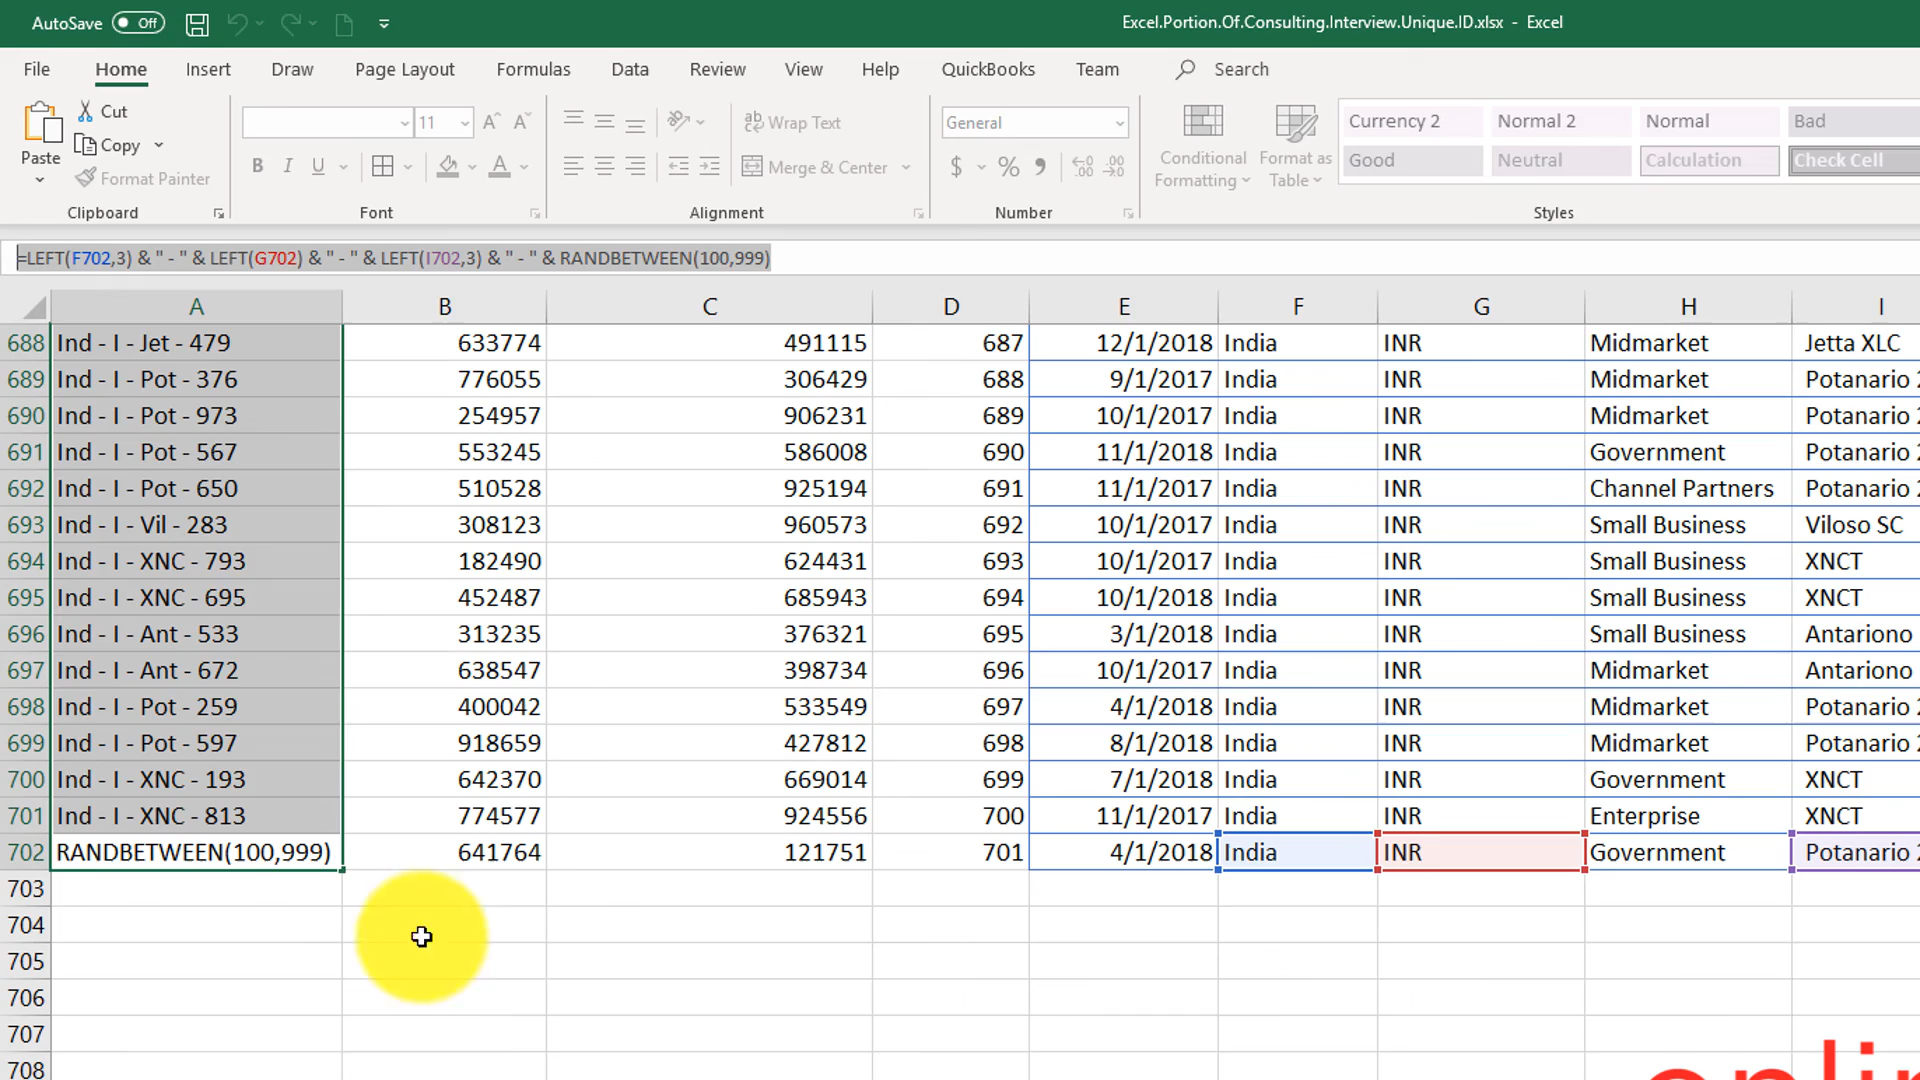 AutoSave Off Excel.Portion.Of.Consulting.Interview.Unique.ID.xlsx - Excel
File Home Insert Draw Page Layout Formulas Data Review View Help QuickBooks Team Search
Paste Cut Copy Format Painter
Clipboard
11
B I U A
Font
Wrap Text
Merge & Center
Alignment
General
$ % ,
Number
Conditional Formatting
Format as Table
Currency 2 Normal 2 Normal Bad
Good Neutral Calculation Check Cell
Styles
=LEFT(F702,3) & " - " & LEFT(G702) & " - " & LEFT(I702,3) & " - " & RANDBETWEEN(100,999)
A B C D E F G H I
688 Ind - I - Jet - 479 633774 491115 687 12/1/2018 India INR Midmarket Jetta XLC
689 Ind - I - Pot - 376 776055 306429 688 9/1/2017 India INR Midmarket Potanario 2
690 Ind - I - Pot - 973 254957 906231 689 10/1/2017 India INR Midmarket Potanario 2
691 Ind - I - Pot - 567 553245 586008 690 11/1/2018 India INR Government Potanario 2
692 Ind - I - Pot - 650 510528 925194 691 11/1/2017 India INR Channel Partners Potanario 2
693 Ind - I - Vil - 283 308123 960573 692 10/1/2017 India INR Small Business Viloso SC
694 Ind - I - XNC - 793 182490 624431 693 10/1/2017 India INR Small Business XNCT
695 Ind - I - XNC - 695 452487 685943 694 10/1/2018 India INR Small Business XNCT
696 Ind - I - Ant - 533 313235 376321 695 3/1/2018 India INR Small Business Antariono
697 Ind - I - Ant - 672 638547 398734 696 10/1/2017 India INR Midmarket Antariono
698 Ind - I - Pot - 259 400042 533549 697 4/1/2018 India INR Midmarket Potanario 2
699 Ind - I - Pot - 597 918659 427812 698 8/1/2018 India INR Midmarket Potanario 2
700 Ind - I - XNC - 193 642370 669014 699 7/1/2018 India INR Government XNCT
701 Ind - I - XNC - 813 774577 924556 700 11/1/2017 India INR Enterprise XNCT
702 RANDBETWEEN(100,999) 641764 121751 701 4/1/2018 India INR Government Potanario 2
703
704
705
706
707
708